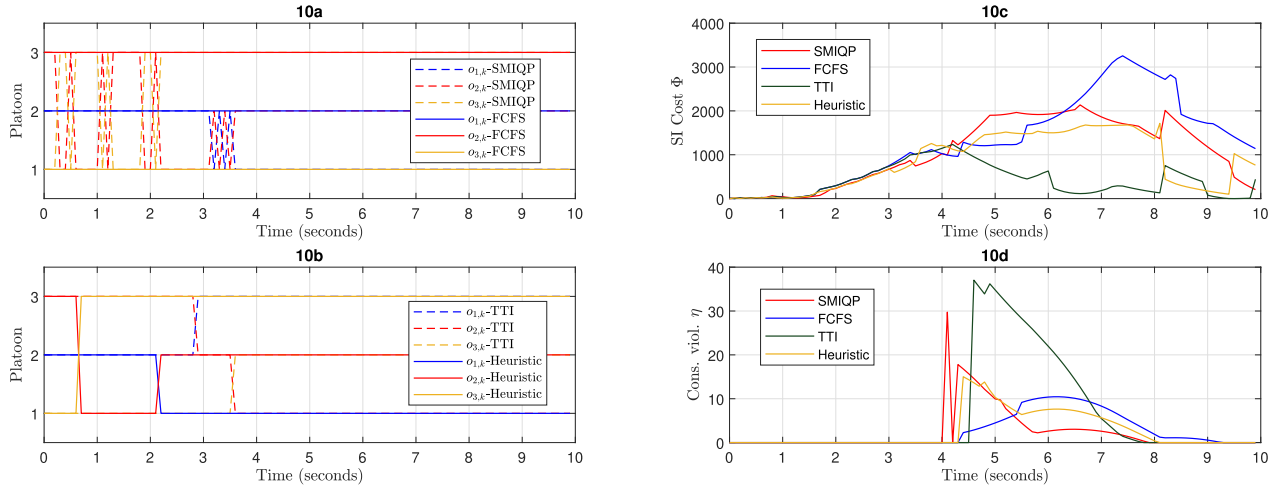 10a
Platoon
3
2
1
o1,k-SMIQP
o2,k-SMIQP
o3,k-SMIQP
o1,k-FCFS
o2,k-FCFS
o3,k-FCFS
0 1 2 3 4 5 6 7 8 9 10
Time (seconds)
10c
SI Cost Φ
4000
3000
2000
1000
0
SMIQP
FCFS
TTI
Heuristic
0 1 2 3 4 5 6 7 8 9 10
Time (seconds)
10b
Platoon
3
2
1
o1,k-TTI
o2,k-TTI
o3,k-TTI
o1,k-Heuristic
o2,k-Heuristic
o3,k-Heuristic
0 1 2 3 4 5 6 7 8 9 10
Time (seconds)
10d
Cons. viol. η
40
30
20
10
0
SMIQP
FCFS
TTI
Heuristic
0 1 2 3 4 5 6 7 8 9 10
Time (seconds)